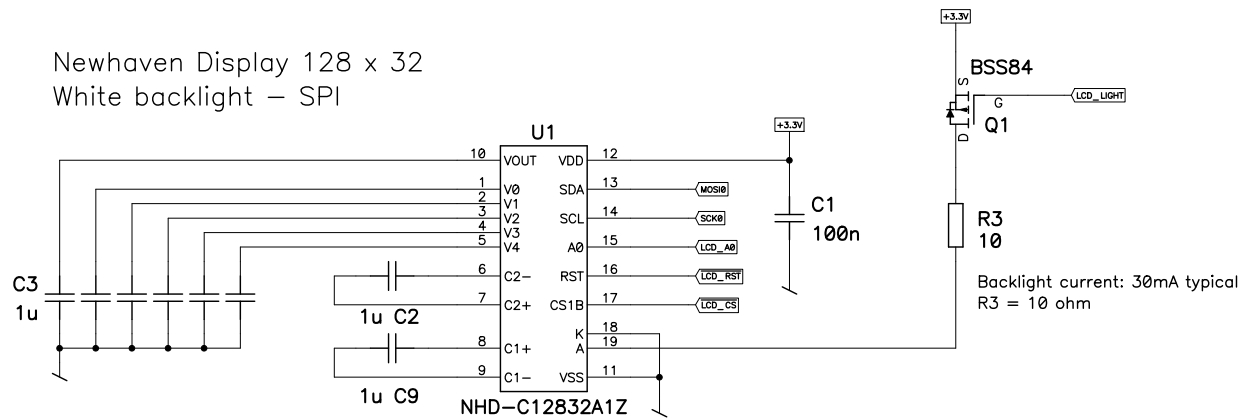 Newhaven Display 128 x 32
White backlight – SPI
+3.3V
BSS84
S
G
D
Q1
LCD_LIGHT
R3
10
Backlight current: 30mA typical
R3 = 10 ohm
+3.3V
C1
100n
U1
10 VOUT
1 V0
2 V1
3 V2
4 V3
5 V4
6 C2-
7 C2+
8 C1+
9 C1-
VDD 12
SDA 13 MOSI0
SCL 14 SCK0
A0 15 LCD_A0
RST 16 LCD_RST
CS1B 17 LCD_CS
K 18
A 19
VSS 11
NHD-C12832A1Z
C3
1u
1u C2
1u C9